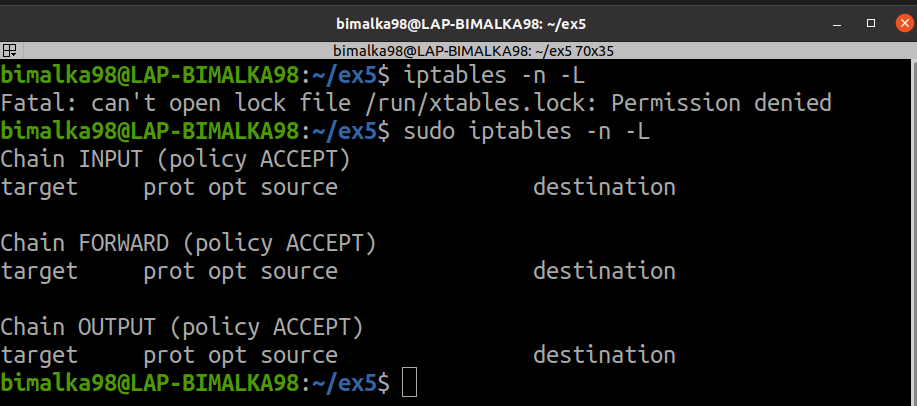 bimalka98@LAP-BIMALKA98: ~/ex5
bimalka98@LAP-BIMALKA98: ~/ex5 70x35
bimalka98@LAP-BIMALKA98:~/ex5$ iptables -n -L
Fatal: can't open lock file /run/xtables.lock: Permission denied
bimalka98@LAP-BIMALKA98:~/ex5$ sudo iptables -n -L
Chain INPUT (policy ACCEPT)
target     prot opt source               destination
Chain FORWARD (policy ACCEPT)
target     prot opt source               destination
Chain OUTPUT (policy ACCEPT)
target     prot opt source               destination
bimalka98@LAP-BIMALKA98:~/ex5$